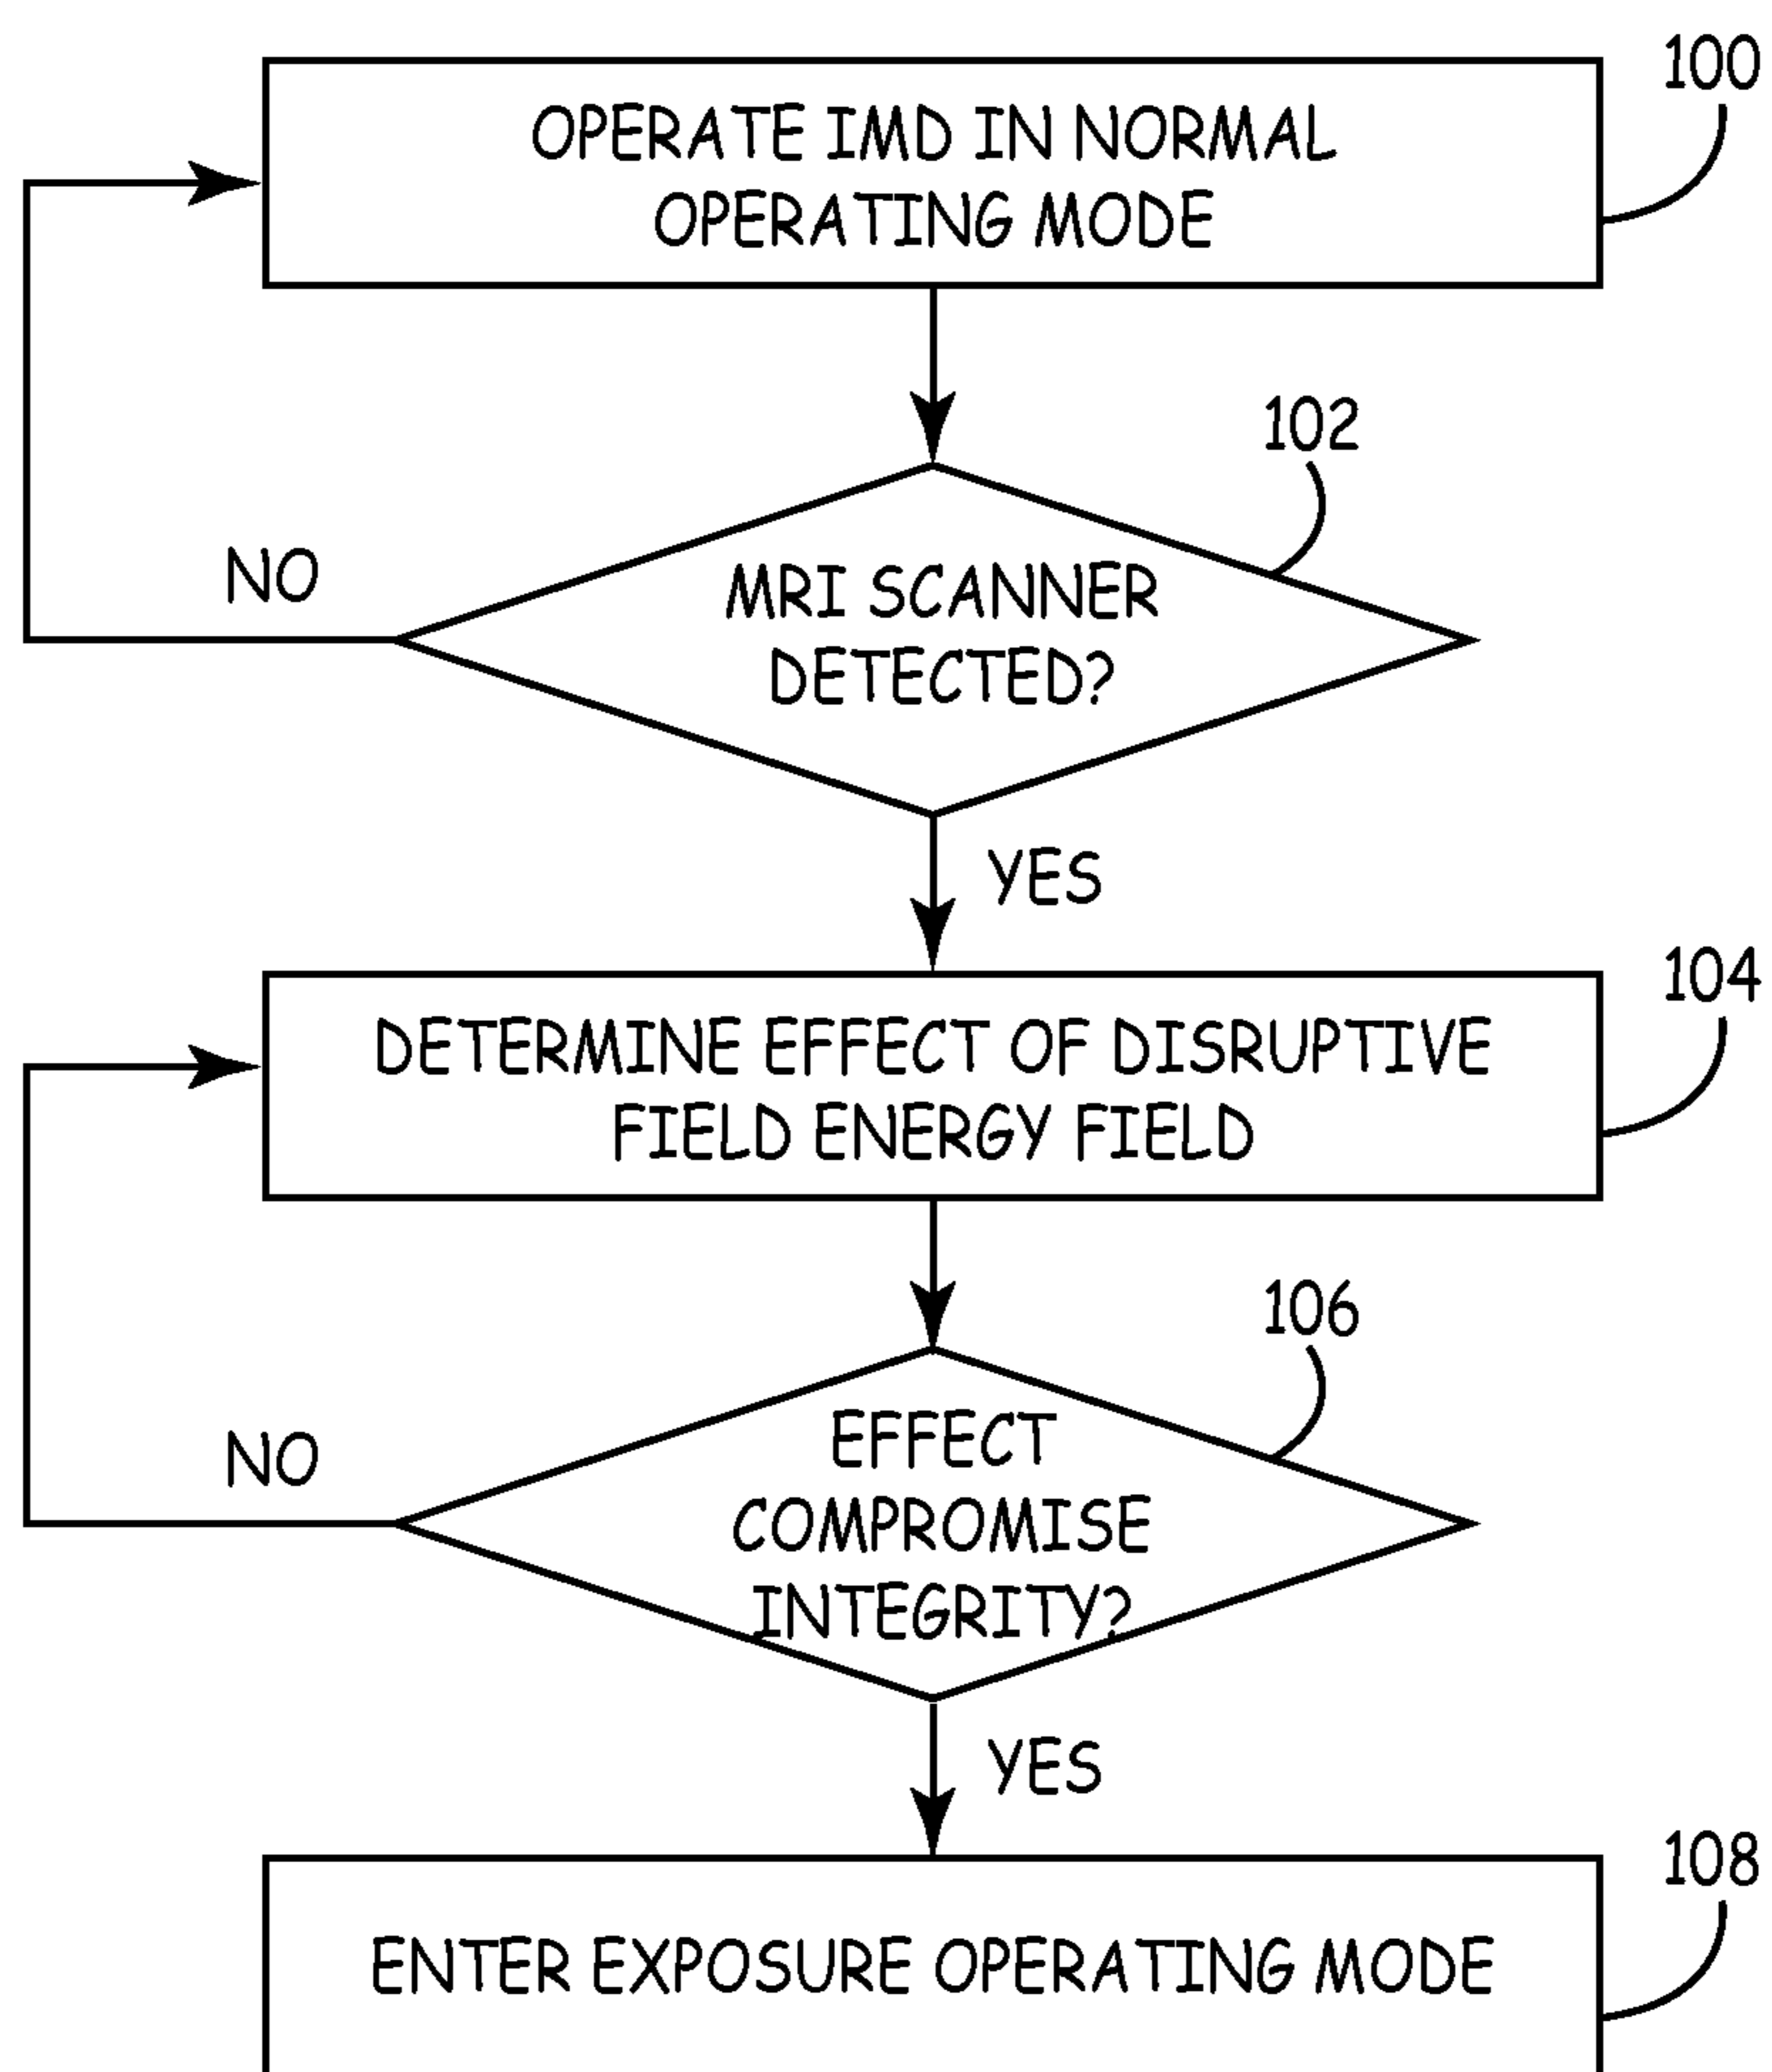 100
OPERATE IMD IN NORMAL
OPERATING MODE
102
NO
MRI SCANNER
DETECTED?
YES
104
DETERMINE EFFECT OF DISRUPTIVE
FIELD ENERGY FIELD
106
NO
EFFECT
COMPROMISE
INTEGRITY?
YES
108
ENTER EXPOSURE OPERATING MODE